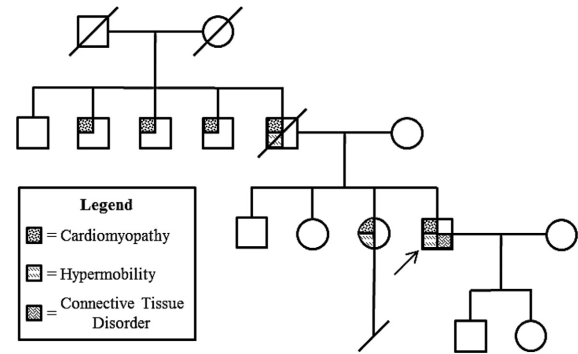 Legend
= Cardiomyopathy
= Hypermobility
= Connective Tissue
Disorder